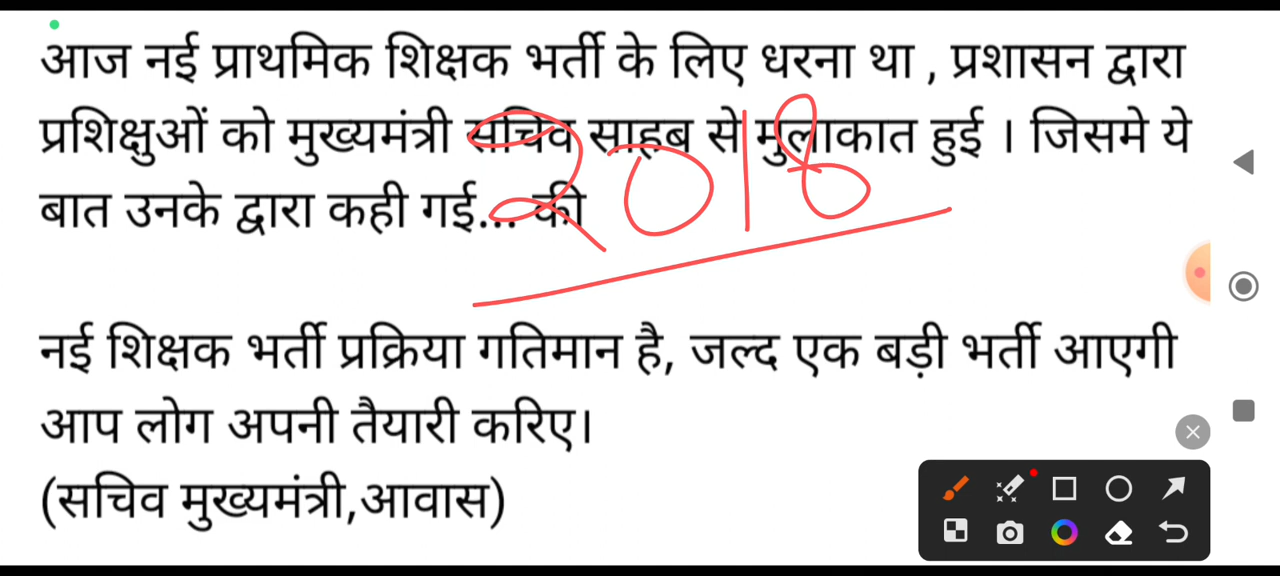 आज नई प्राथमिक शिक्षक भर्ती के लिए धरना था , प्रशासन द्वारा
प्रशिक्षुओं को मुख्यमंत्री सचिव साहब से मुलाकात हुई । जिसमे ये
बात उनके द्वारा कही गई... की
2018
नई शिक्षक भर्ती प्रक्रिया गतिमान है, जल्द एक बड़ी भर्ती आएगी
आप लोग अपनी तैयारी करिए।
(सचिव मुख्यमंत्री,आवास)